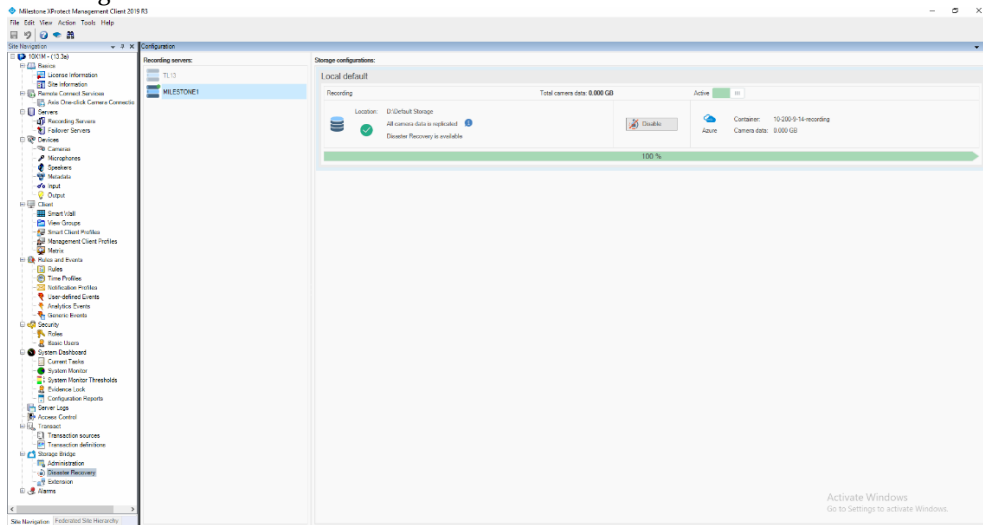 Milestone XProtect Management Client 2019 R3
File Edit View Action Tools Help
Site Navigation
Configuration
10X1M - (13.3a)
Basics
License Information
Site Information
Remote Connect Services
Axis One-click Camera Connectio
Servers
Recording Servers
Failover Servers
Devices
Cameras
Microphones
Speakers
Metadata
Input
Output
Client
Smart Wall
View Groups
Smart Client Profiles
Management Client Profiles
Matrix
Rules and Events
Rules
Time Profiles
Notification Profiles
User-defined Events
Analytics Events
Generic Events
Security
Roles
Basic Users
System Dashboard
Current Tasks
System Monitor
System Monitor Thresholds
Evidence Lock
Configuration Reports
Server Logs
Access Control
Transact
Transaction sources
Transaction definitions
Storage Bridge
Administration
Disaster Recovery
Extension
Alarms
Site Navigation Federated Site Hierarchy
Recording servers:
TL13
MILESTONE1
Storage configurations:
Local default
Recording Total camera data: 0.000 GB Active
Location: D:\Default Storage
All camera data is replicated
Disaster Recovery is available
Disable
Azure
Container: 10-200-9-14-recording
Camera data: 0.000 GB
100 %
Activate Windows
Go to Settings to activate Windows.